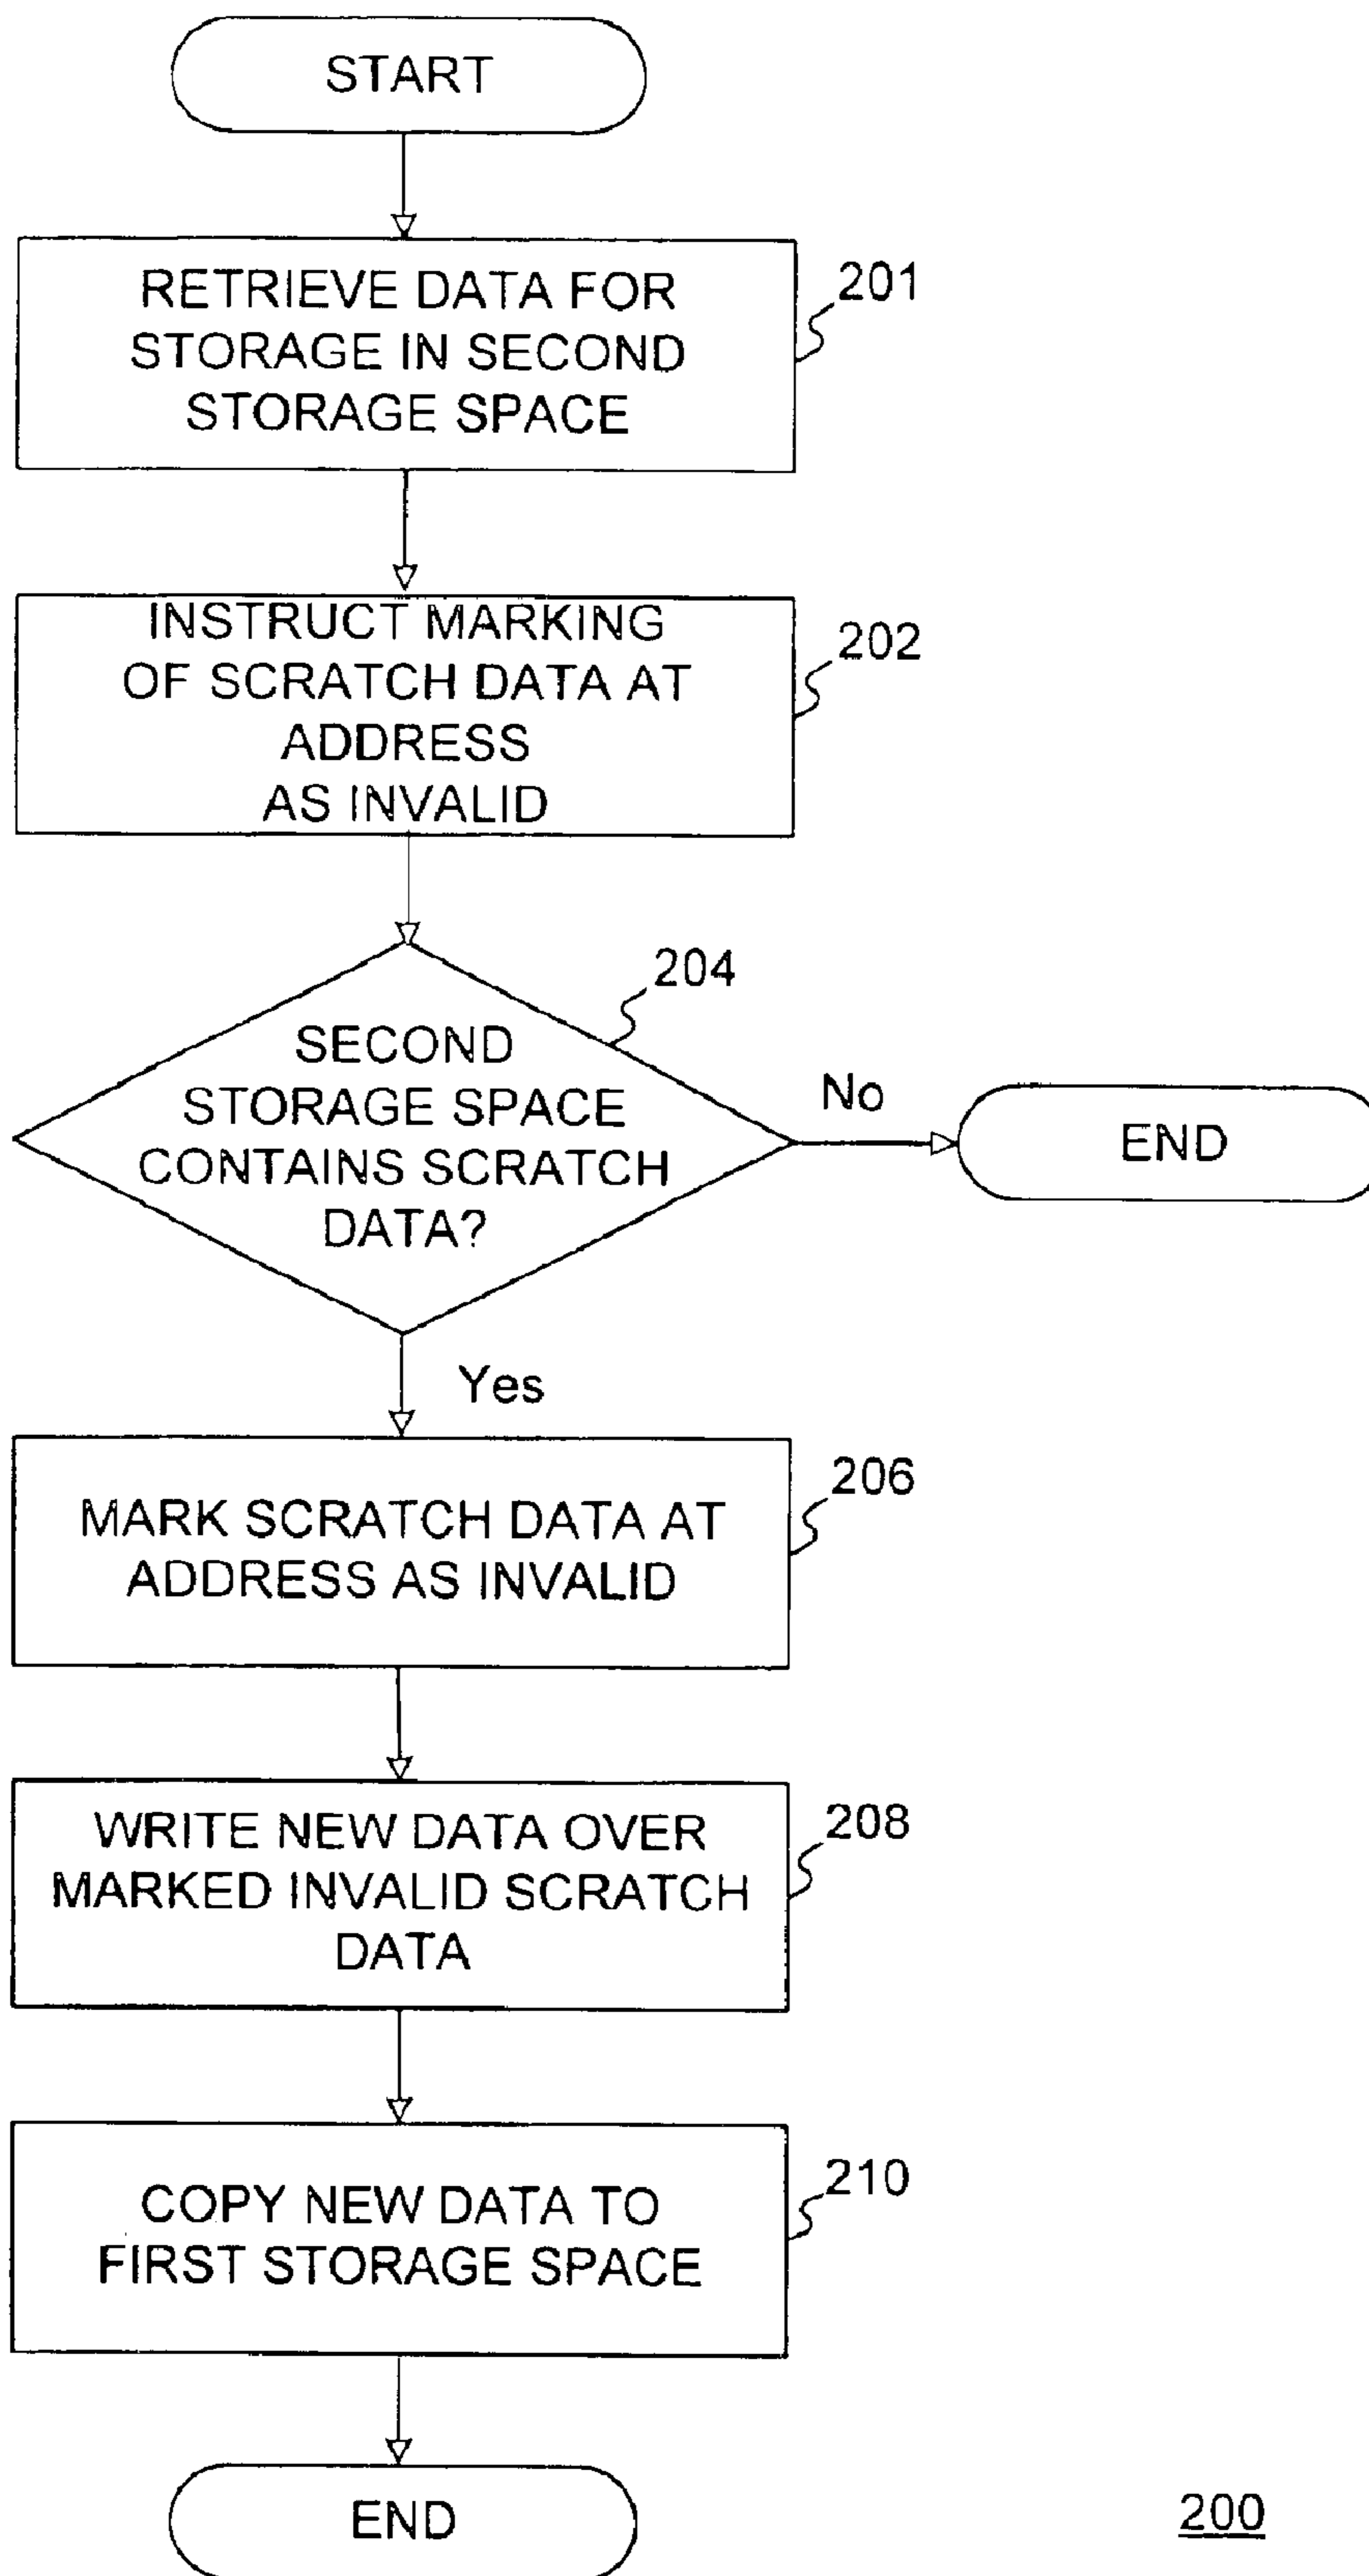 START
RETRIEVE DATA FOR
STORAGE IN SECOND
STORAGE SPACE
201
INSTRUCT MARKING
OF SCRATCH DATA AT
ADDRESS
AS INVALID
202
204
SECOND
STORAGE SPACE
CONTAINS SCRATCH
DATA?
No
END
Yes
MARK SCRATCH DATA AT
ADDRESS AS INVALID
206
WRITE NEW DATA OVER
MARKED INVALID SCRATCH
DATA
208
COPY NEW DATA TO
FIRST STORAGE SPACE
210
END
200